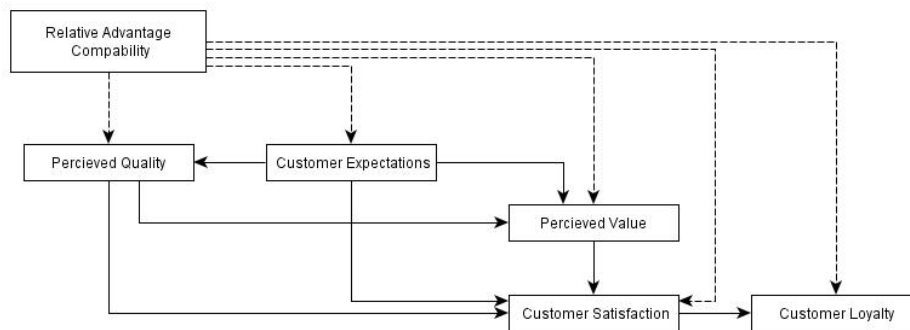 Relative Advantage
Compability
Percieved Quality
Customer Expectations
Percieved Value
Customer Satisfaction
Customer Loyalty